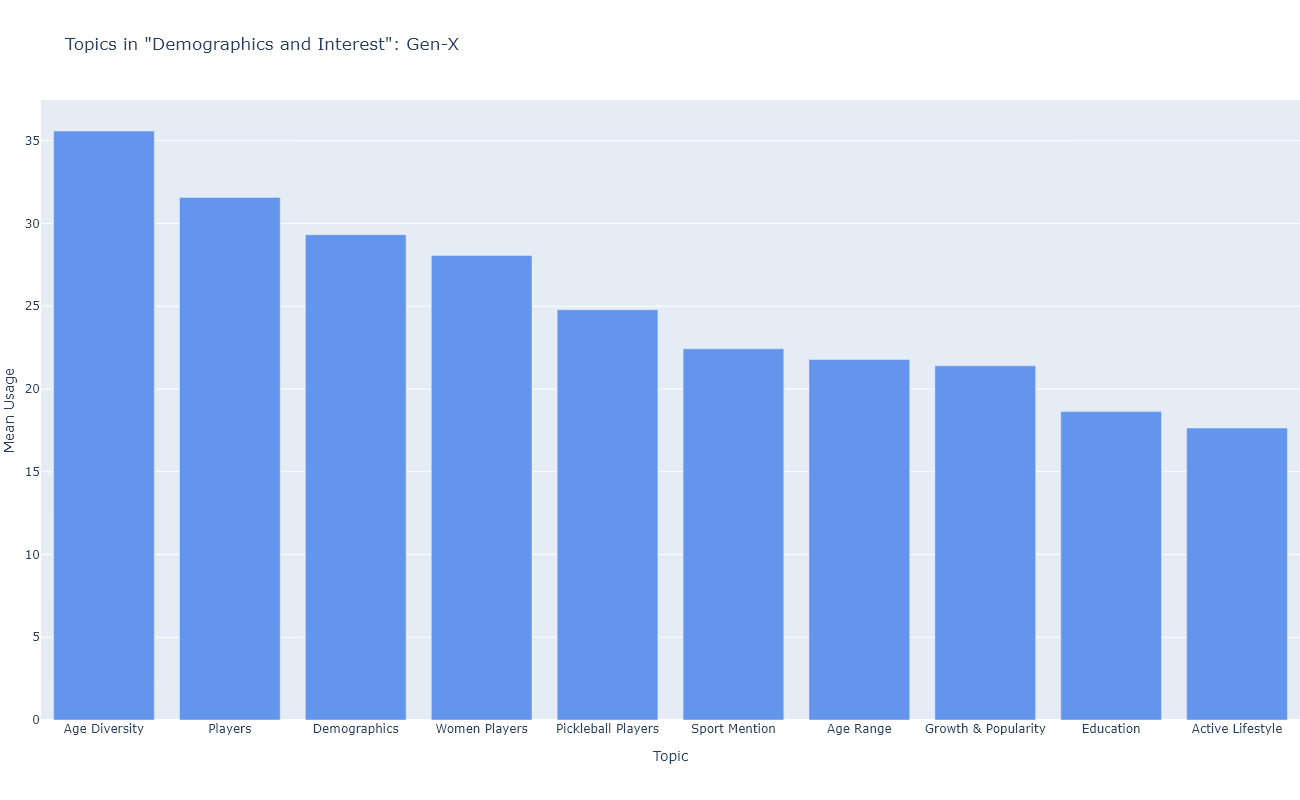 Topics in "Demographics and Interest": Gen-X
35
30
25
20
15
10
5
0
Mean Usage
Age Diversity
Players
Demographics
Women Players
Pickleball Players
Sport Mention
Age Range
Growth & Popularity
Education
Active Lifestyle
Topic